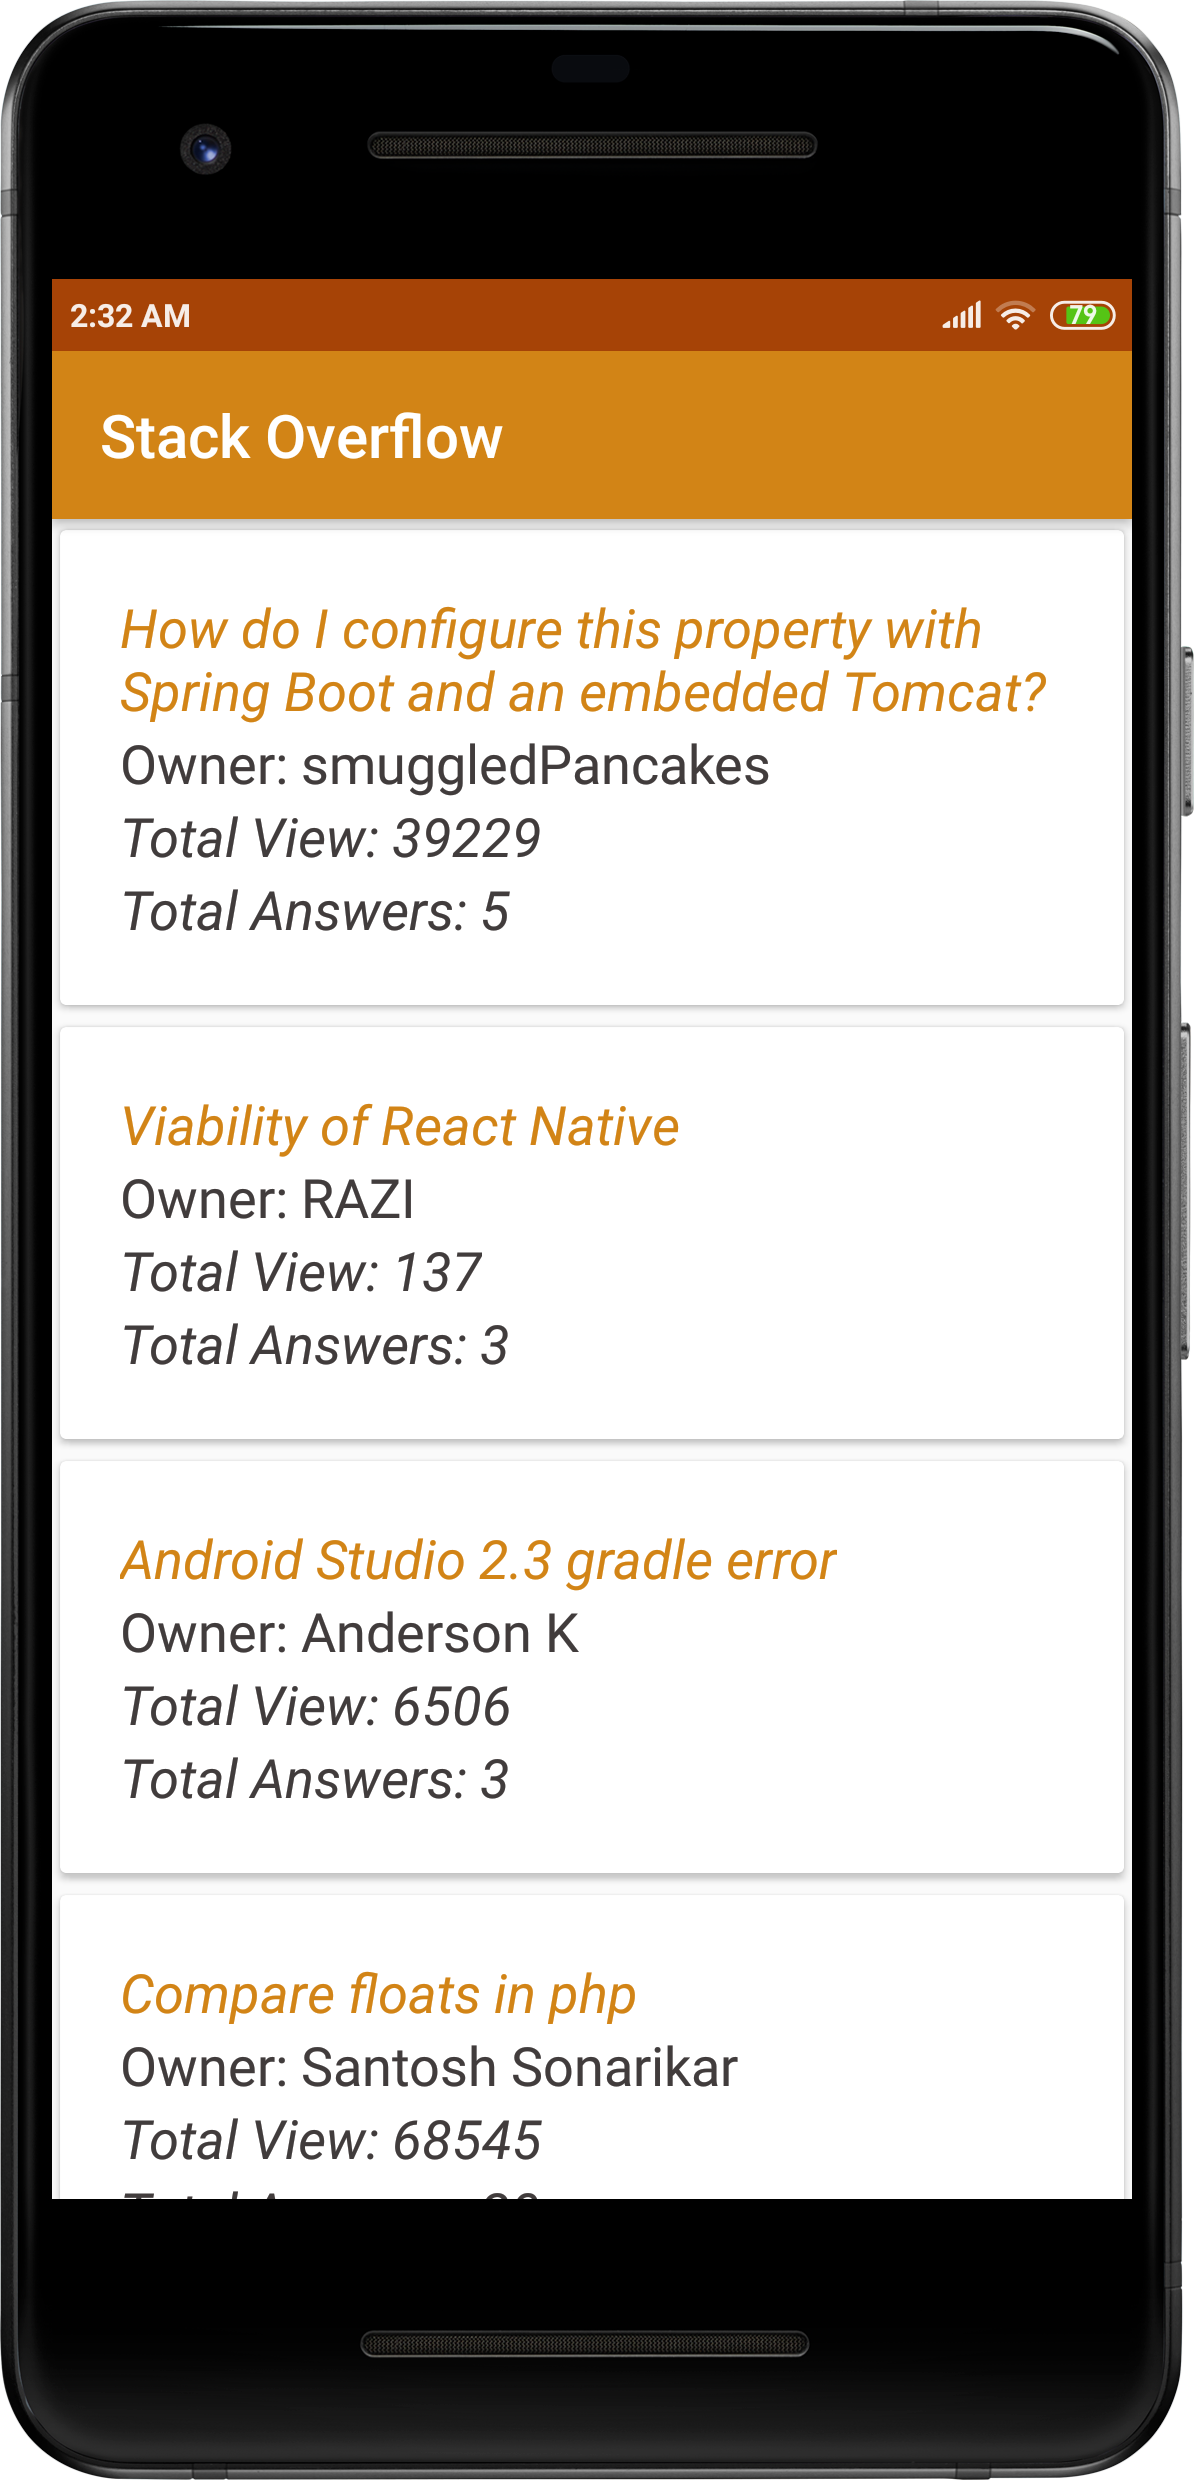 2:32 AM
79
Stack Overflow
How do I configure this property with
Spring Boot and an embedded Tomcat?
Owner: smuggledPancakes
Total View: 39229
Total Answers: 5
Viability of React Native
Owner: RAZI
Total View: 137
Total Answers: 3
Android Studio 2.3 gradle error
Owner: Anderson K
Total View: 6506
Total Answers: 3
Compare floats in php
Owner: Santosh Sonarikar
Total View: 68545